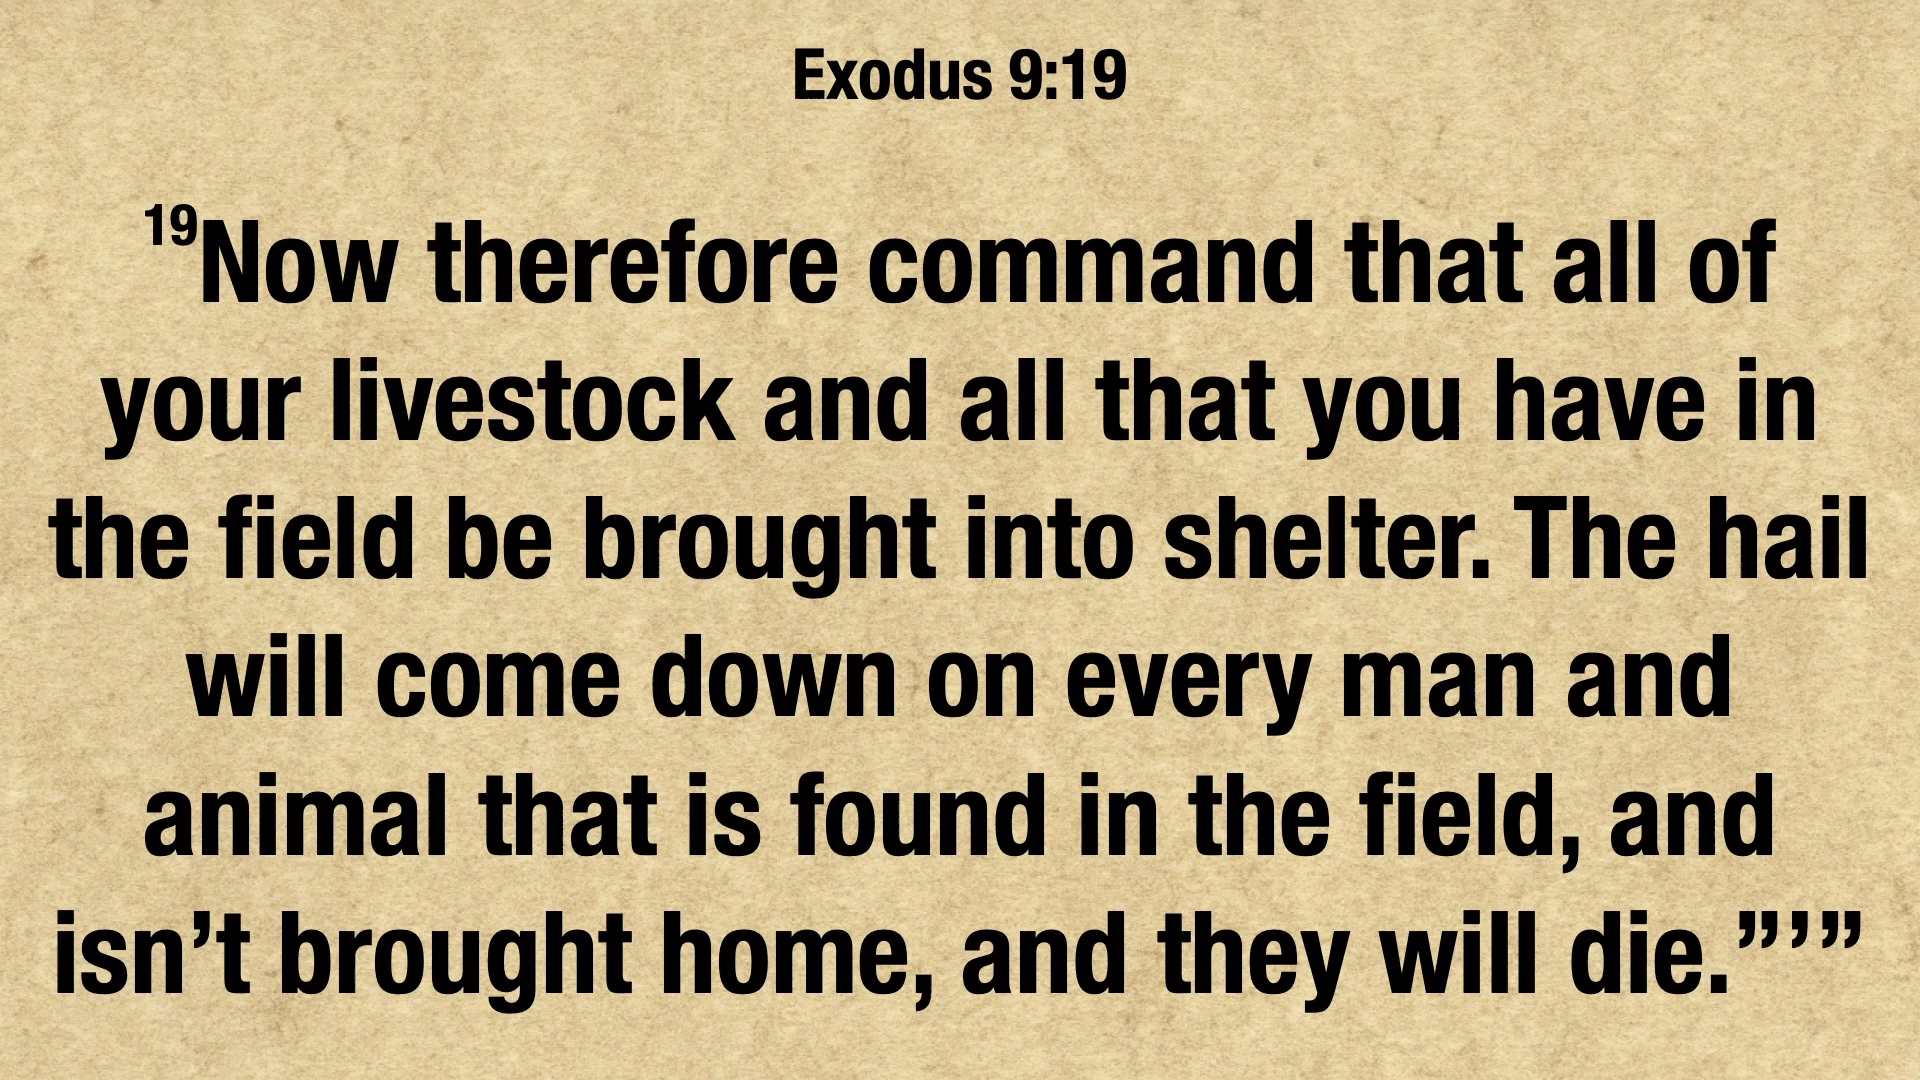 Exodus 9:19
19Now therefore command that all of
your livestock and all that you have in
the field be brought into shelter. The hail
will come down on every man and
animal that is found in the field, and
isn’t brought home, and they will die.”’”